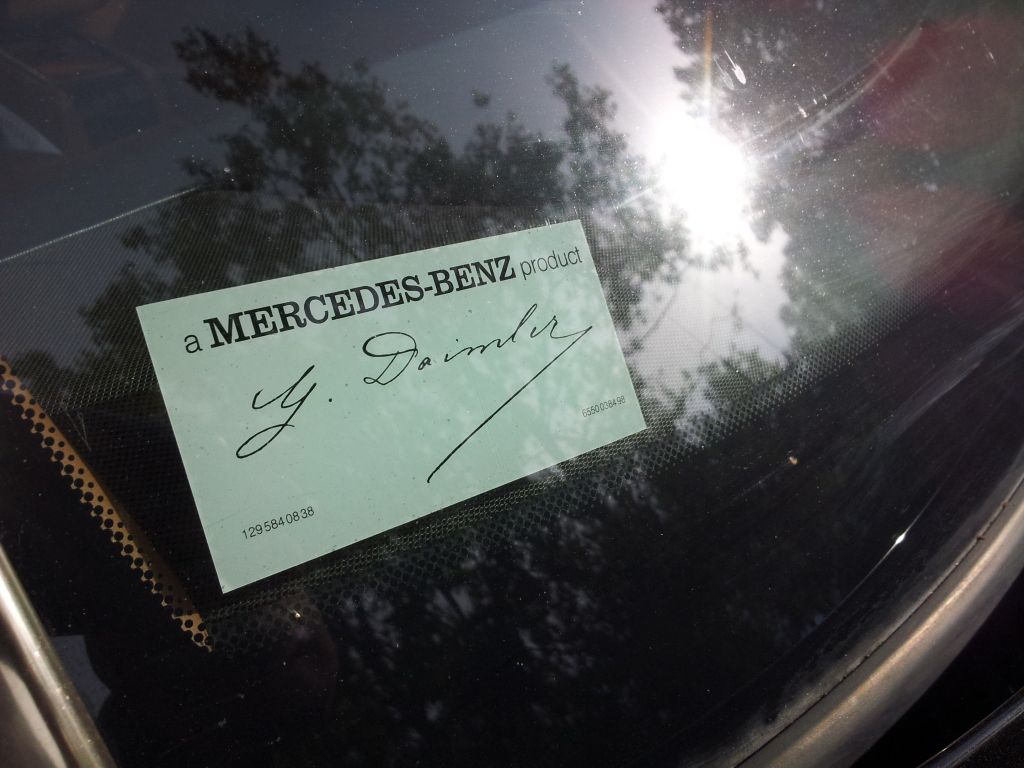 a MERCEDES-BENZ product
G. Daimler
6550038498
129 584 08 38